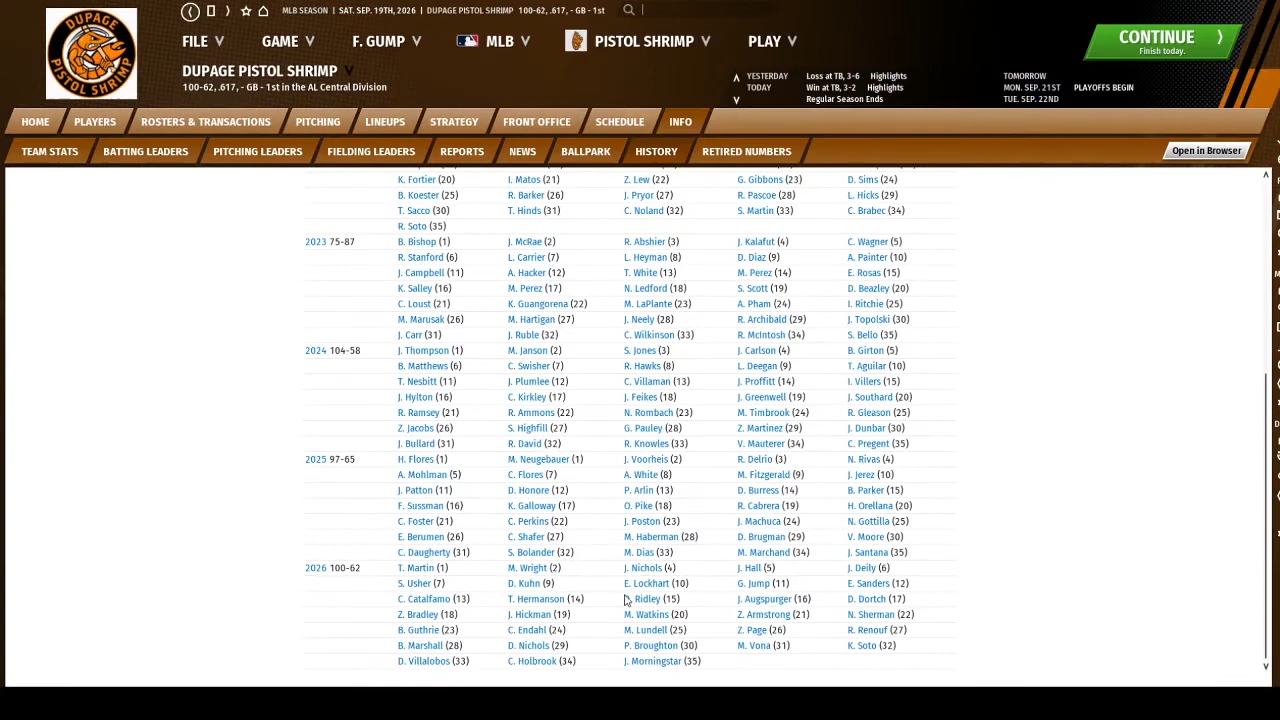 DUPAGE
PISTOL SHRIMP
MLB SEASON | SAT. SEP. 19TH, 2026 | DUPAGE PISTOL SHRIMP 100-62, .617, - GB - 1st
FILE GAME F. GUMP MLB PISTOL SHRIMP PLAY
CONTINUE
Finish today.
DUPAGE PISTOL SHRIMP
100-62, .617, - GB - 1st in the AL Central Division
YESTERDAY Loss at TB, 3-6 Highlights
TODAY Win at TB, 3-2 Highlights
Regular Season Ends
TOMORROW
MON. SEP. 21ST PLAYOFFS BEGIN
TUE. SEP. 22ND
HOME PLAYERS ROSTERS & TRANSACTIONS PITCHING LINEUPS STRATEGY FRONT OFFICE SCHEDULE INFO
TEAM STATS BATTING LEADERS PITCHING LEADERS FIELDING LEADERS REPORTS NEWS BALLPARK HISTORY RETIRED NUMBERS Open in Browser
K. Fortier (20) I. Matos (21) Z. Lew (22) G. Gibbons (23) D. Sims (24)
B. Koester (25) R. Barker (26) J. Pryor (27) R. Pascoe (28) L. Hicks (29)
T. Sacco (30) T. Hinds (31) C. Noland (32) S. Martin (33) C. Brabec (34)
R. Soto (35)
2023 75-87 B. Bishop (1) J. McRae (2) R. Abshier (3) J. Kalafut (4) C. Wagner (5)
R. Stanford (6) L. Carrier (7) L. Heyman (8) D. Diaz (9) A. Painter (10)
J. Campbell (11) A. Hacker (12) T. White (13) M. Perez (14) E. Rosas (15)
K. Salley (16) M. Perez (17) N. Ledford (18) S. Scott (19) D. Beazley (20)
C. Loust (21) K. Guangorena (22) M. LaPlante (23) A. Pham (24) I. Ritchie (25)
M. Marusak (26) M. Hartigan (27) J. Neely (28) R. Archibald (29) J. Topolski (30)
J. Carr (31) J. Ruble (32) C. Wilkinson (33) R. McIntosh (34) S. Bello (35)
2024 104-58 J. Thompson (1) M. Janson (2) S. Jones (3) J. Carlson (4) B. Girton (5)
B. Matthews (6) C. Swisher (7) R. Hawks (8) L. Deegan (9) T. Aguilar (10)
T. Nesbitt (11) J. Plumlee (12) C. Villaman (13) J. Proffitt (14) I. Villers (15)
J. Hylton (16) C. Kirkley (17) J. Feikes (18) J. Greenwell (19) J. Southard (20)
R. Ramsey (21) R. Ammons (22) N. Rombach (23) M. Timbrook (24) R. Gleason (25)
Z. Jacobs (26) S. Highfill (27) G. Pauley (28) Z. Martinez (29) J. Dunbar (30)
J. Bullard (31) R. David (32) R. Knowles (33) V. Mauterer (34) C. Pregent (35)
2025 97-65 H. Flores (1) M. Neugebauer (1) J. Voorheis (2) R. Delrio (3) N. Rivas (4)
A. Mohlman (5) C. Flores (7) A. White (8) M. Fitzgerald (9) J. Jerez (10)
J. Patton (11) D. Honore (12) P. Arlin (13) D. Burress (14) B. Parker (15)
F. Sussman (16) K. Galloway (17) O. Pike (18) R. Cabrera (19) H. Orellana (20)
C. Foster (21) C. Perkins (22) J. Poston (23) J. Machuca (24) N. Gottilla (25)
E. Berumen (26) C. Shafer (27) M. Haberman (28) D. Brugman (29) V. Moore (30)
C. Daugherty (31) S. Bolander (32) M. Dias (33) M. Marchand (34) J. Santana (35)
2026 100-62 T. Martin (1) M. Wright (2) J. Nichols (4) J. Hall (5) J. Deily (6)
S. Usher (7) D. Kuhn (9) E. Lockhart (10) G. Jump (11) E. Sanders (12)
C. Catalfamo (13) T. Hermanson (14) Ridley (15) J. Augspurger (16) D. Dortch (17)
Z. Bradley (18) J. Hickman (19) M. Watkins (20) Z. Armstrong (21) N. Sherman (22)
B. Guthrie (23) C. Endahl (24) M. Lundell (25) Z. Page (26) R. Renouf (27)
B. Marshall (28) D. Nichols (29) P. Broughton (30) M. Vona (31) K. Soto (32)
D. Villalobos (33) C. Holbrook (34) J. Morningstar (35)